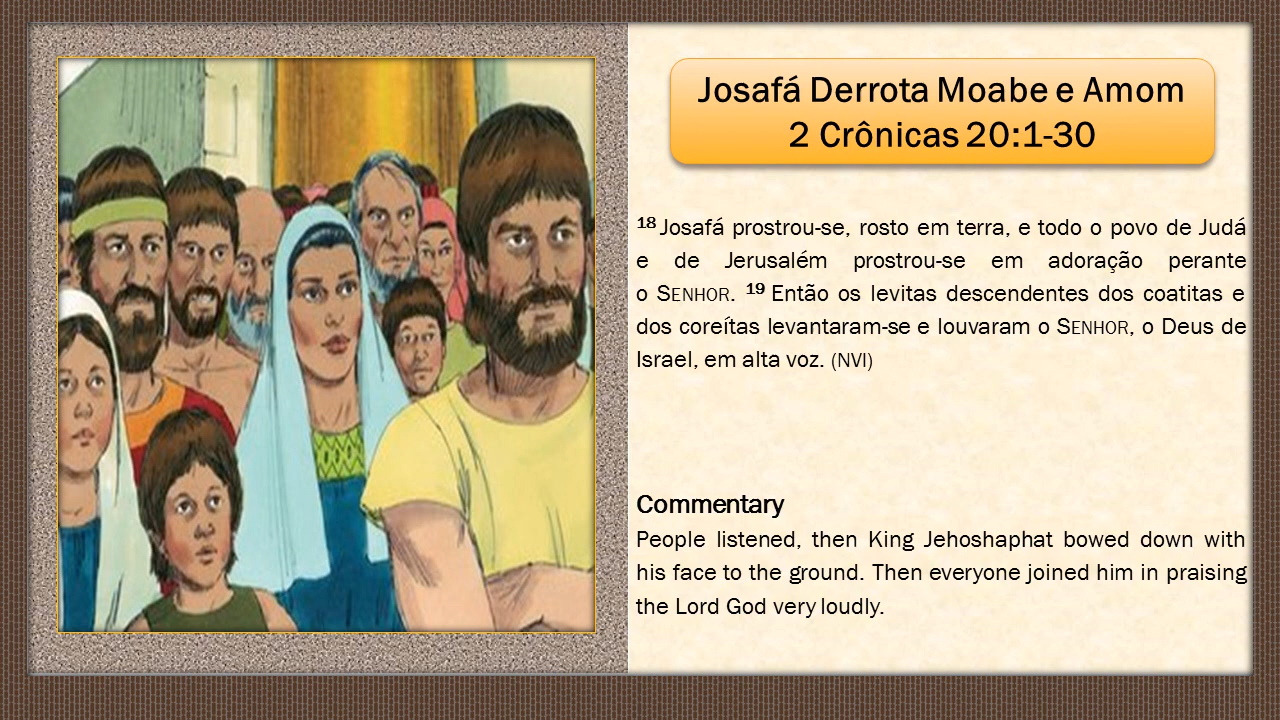 Josafá Derrota Moabe e Amom
2 Crônicas 20:1-30
18 Josafá prostrou-se, rosto em terra, e todo o povo de Judá
e de Jerusalém prostrou-se em adoração perante
o SENHOR. 19 Então os levitas descendentes dos coatitas e
dos coreítas levantaram-se e louvaram o SENHOR, o Deus de
Israel, em alta voz. (NVI)
Commentary
People listened, then King Jehoshaphat bowed down with
his face to the ground. Then everyone joined him in praising
the Lord God very loudly.